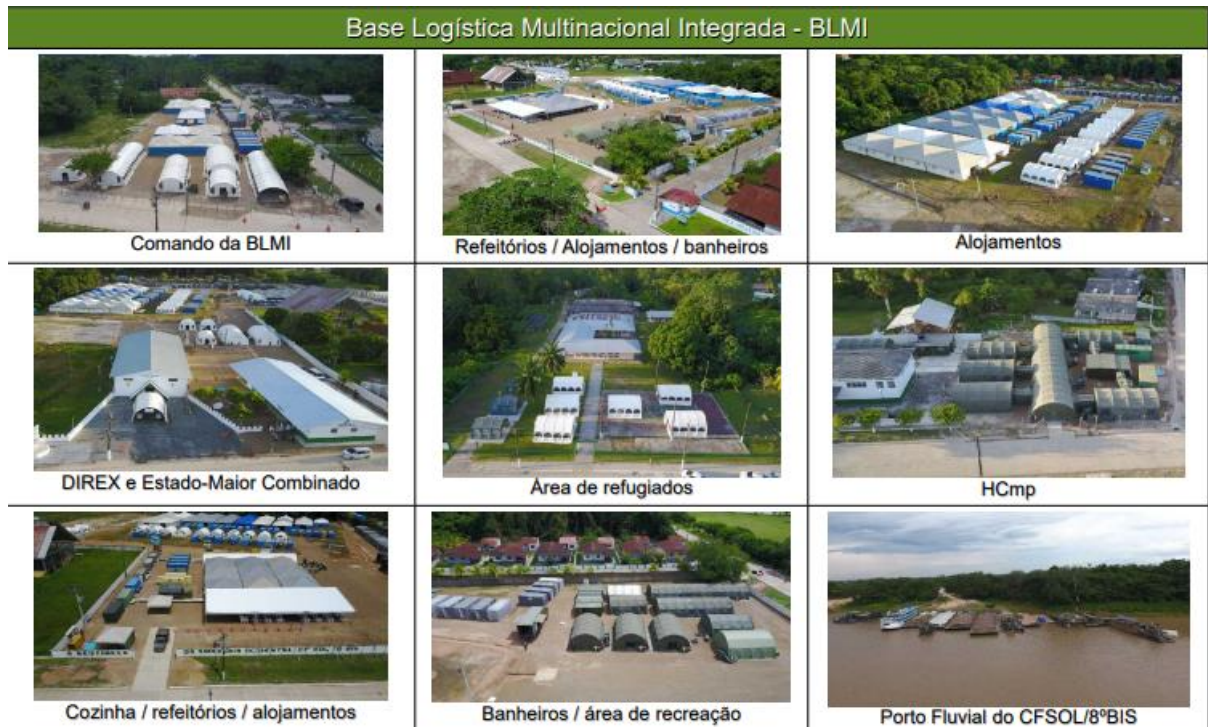 Base Logística Multinacional Integrada - BLMI
Comando da BLMI
Refeitórios / Alojamentos / banheiros
Alojamentos
DIREX e Estado-Maior Combinado
Área de refugiados
HCmp
Cozinha / refeitórios / alojamentos
Banheiros / área de recreação
Porto Fluvial do CFSOL/8ºBIS